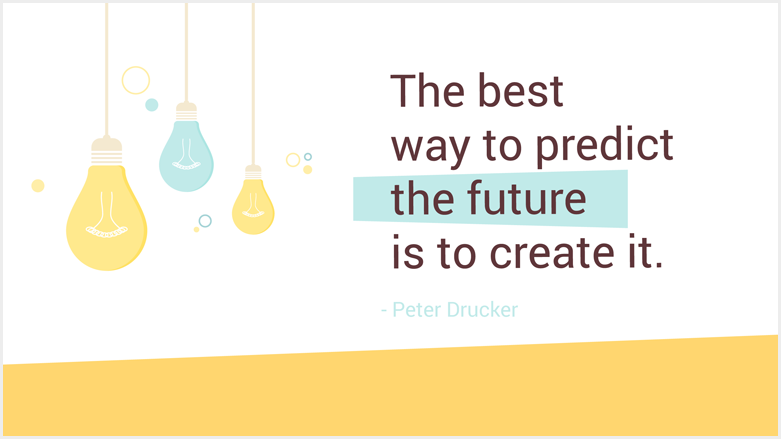 The best
way to predict
the future
is to create it.
- Peter Drucker